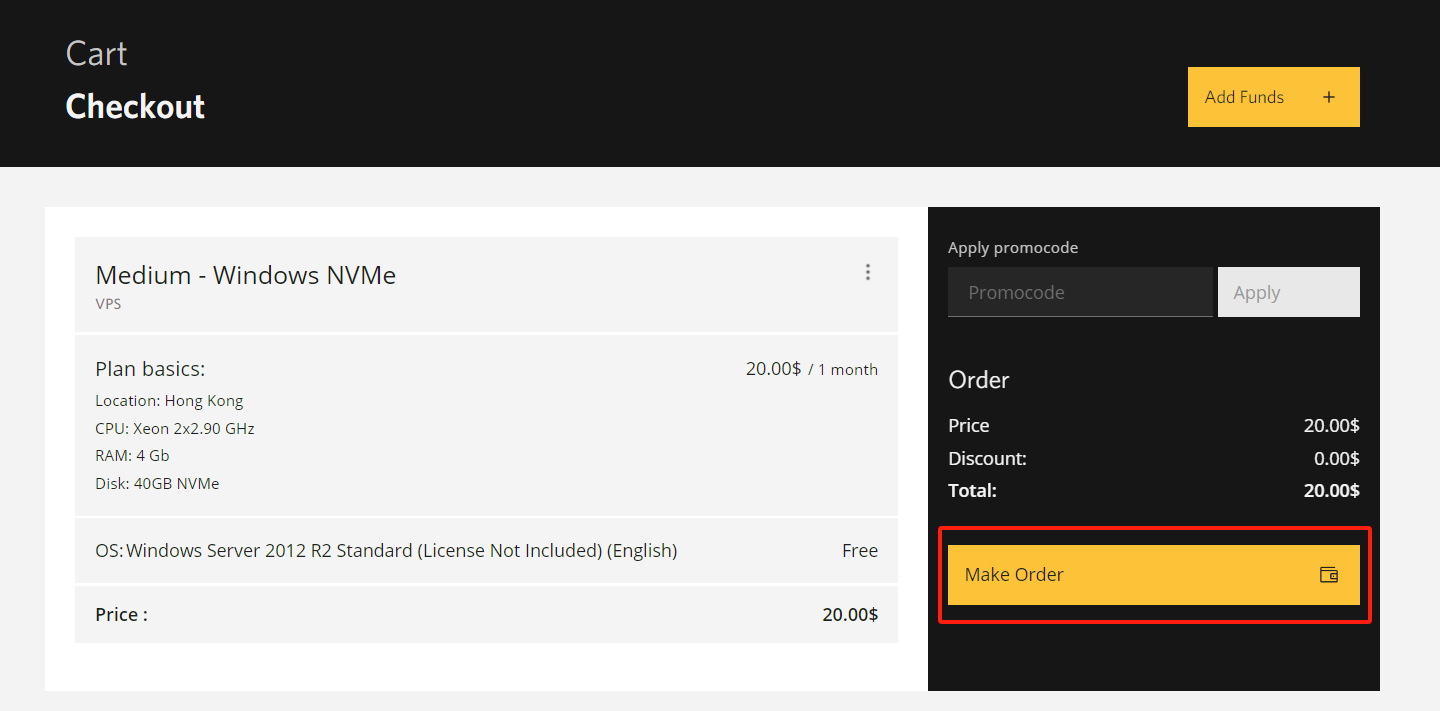 Cart
Checkout
Add Funds +
Medium - Windows NVMe
VPS
Plan basics: 20.00$ / 1 month
Location: Hong Kong
CPU: Xeon 2x2.90 GHz
RAM: 4 Gb
Disk: 40GB NVMe
OS: Windows Server 2012 R2 Standard (License Not Included) (English) Free
Price : 20.00$
Apply promocode
Promocode Apply
Order
Price 20.00$
Discount: 0.00$
Total: 20.00$
Make Order